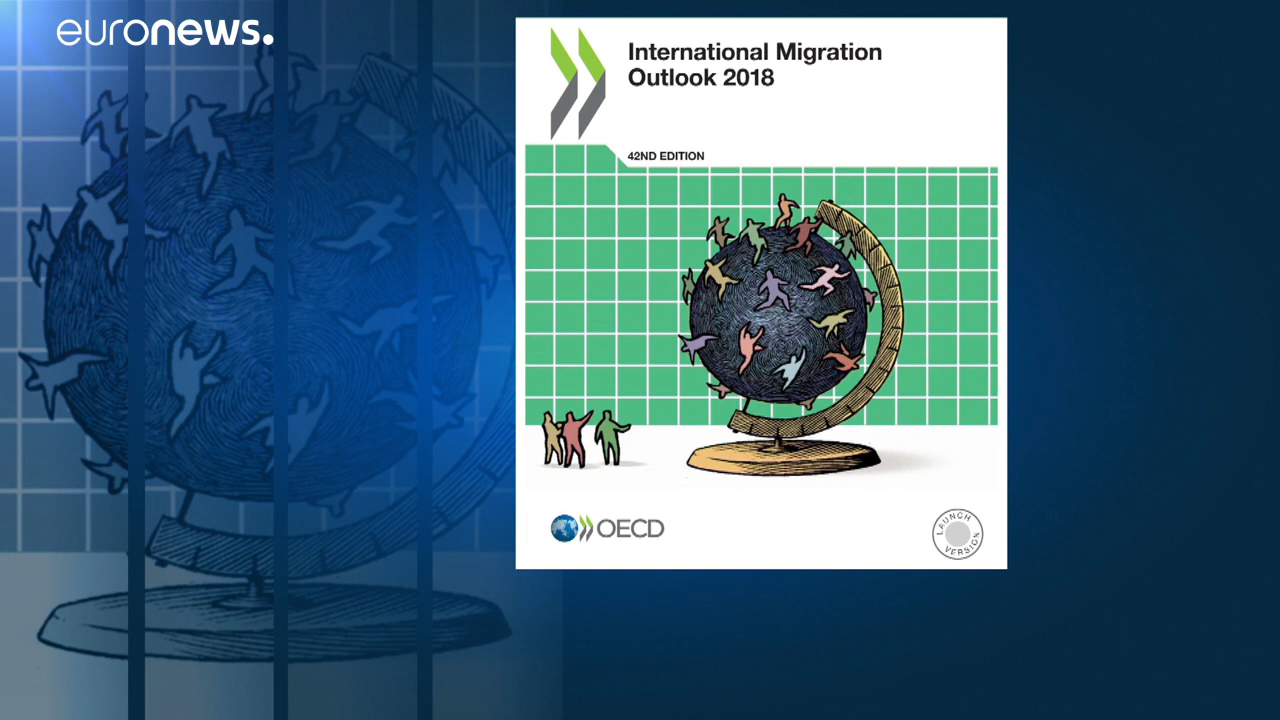 euronews.
International Migration
Outlook 2018
42ND EDITION
OECD
LAUNCH
VERSION